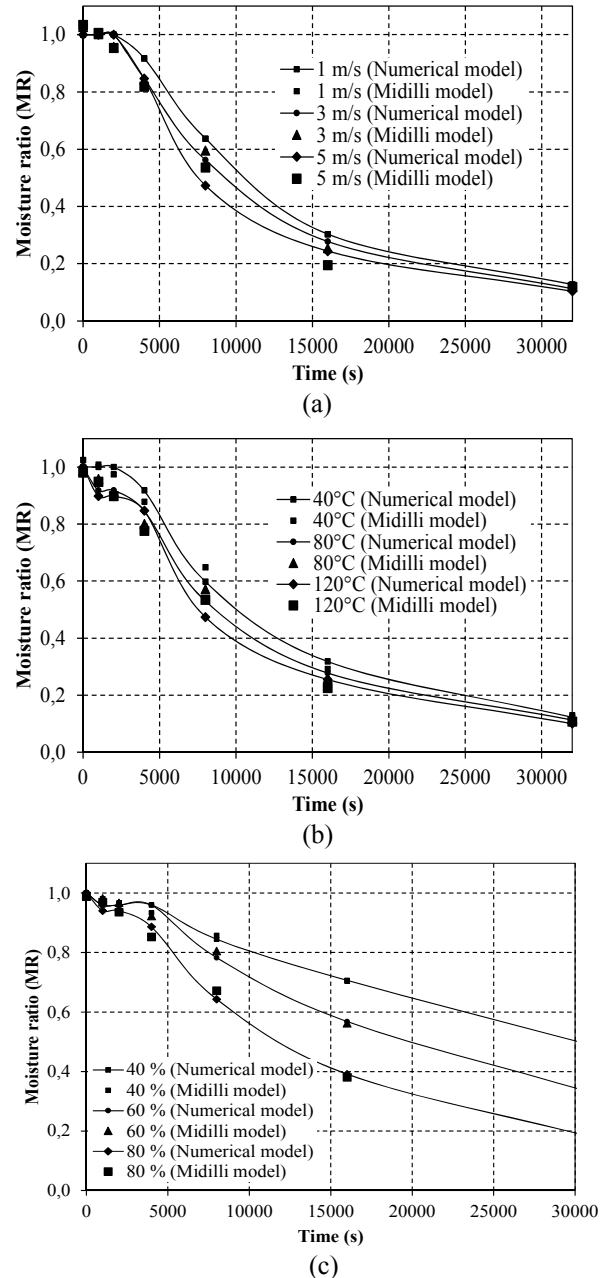 Moisture ratio (MR)
1,0
0,8
0,6
0,4
0,2
0,0
1 m/s (Numerical model)
1 m/s (Midilli model)
3 m/s (Numerical model)
3 m/s (Midilli model)
5 m/s (Numerical model)
5 m/s (Midilli model)
0 5000 10000 15000 20000 25000 30000
Time (s)
(a)
Moisture ratio (MR)
1,0
0,8
0,6
0,4
0,2
0,0
40°C (Numerical model)
40°C (Midilli model)
80°C (Numerical model)
80°C (Midilli model)
120°C (Numerical model)
120°C (Midilli model)
0 5000 10000 15000 20000 25000 30000
Time (s)
(b)
Moisture ratio (MR)
1,0
0,8
0,6
0,4
0,2
0,0
40 % (Numerical model)
40 % (Midilli model)
60 % (Numerical model)
60 % (Midilli model)
80 % (Numerical model)
80 % (Midilli model)
0 5000 10000 15000 20000 25000 30000
Time (s)
(c)